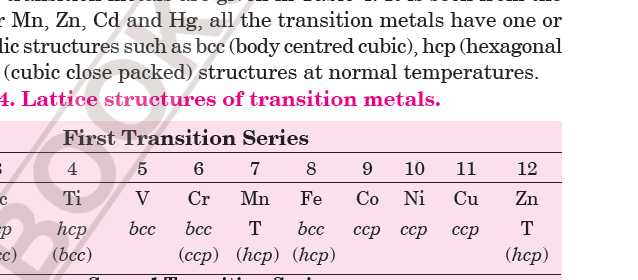 r Mn, Zn, Cd and Hg, all the transition metals have one or
lic structures such as bcc (body centred cubic), hcp (hexagonal
(cubic close packed) structures at normal temperatures.
4. Lattice structures of transition metals.
First Transition Series
3 4 5 6 7 8 9 10 11 12
c Ti V Cr Mn Fe Co Ni Cu Zn
p hcp bcc bcc T bcc ccp ccp ccp T
c) (bcc) (ccp) (hcp) (hcp) (hcp)
BOOK